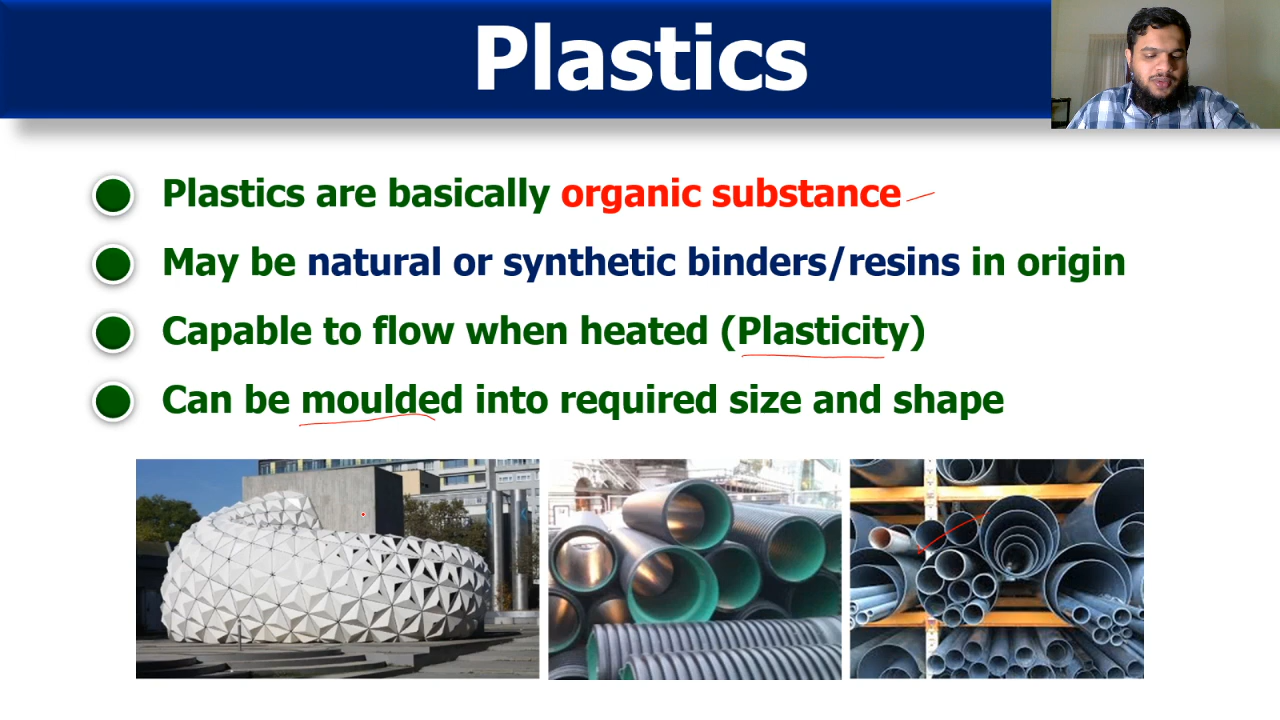 Plastics
Plastics are basically organic substance
May be natural or synthetic binders/resins in origin
Capable to flow when heated (Plasticity)
Can be moulded into required size and shape